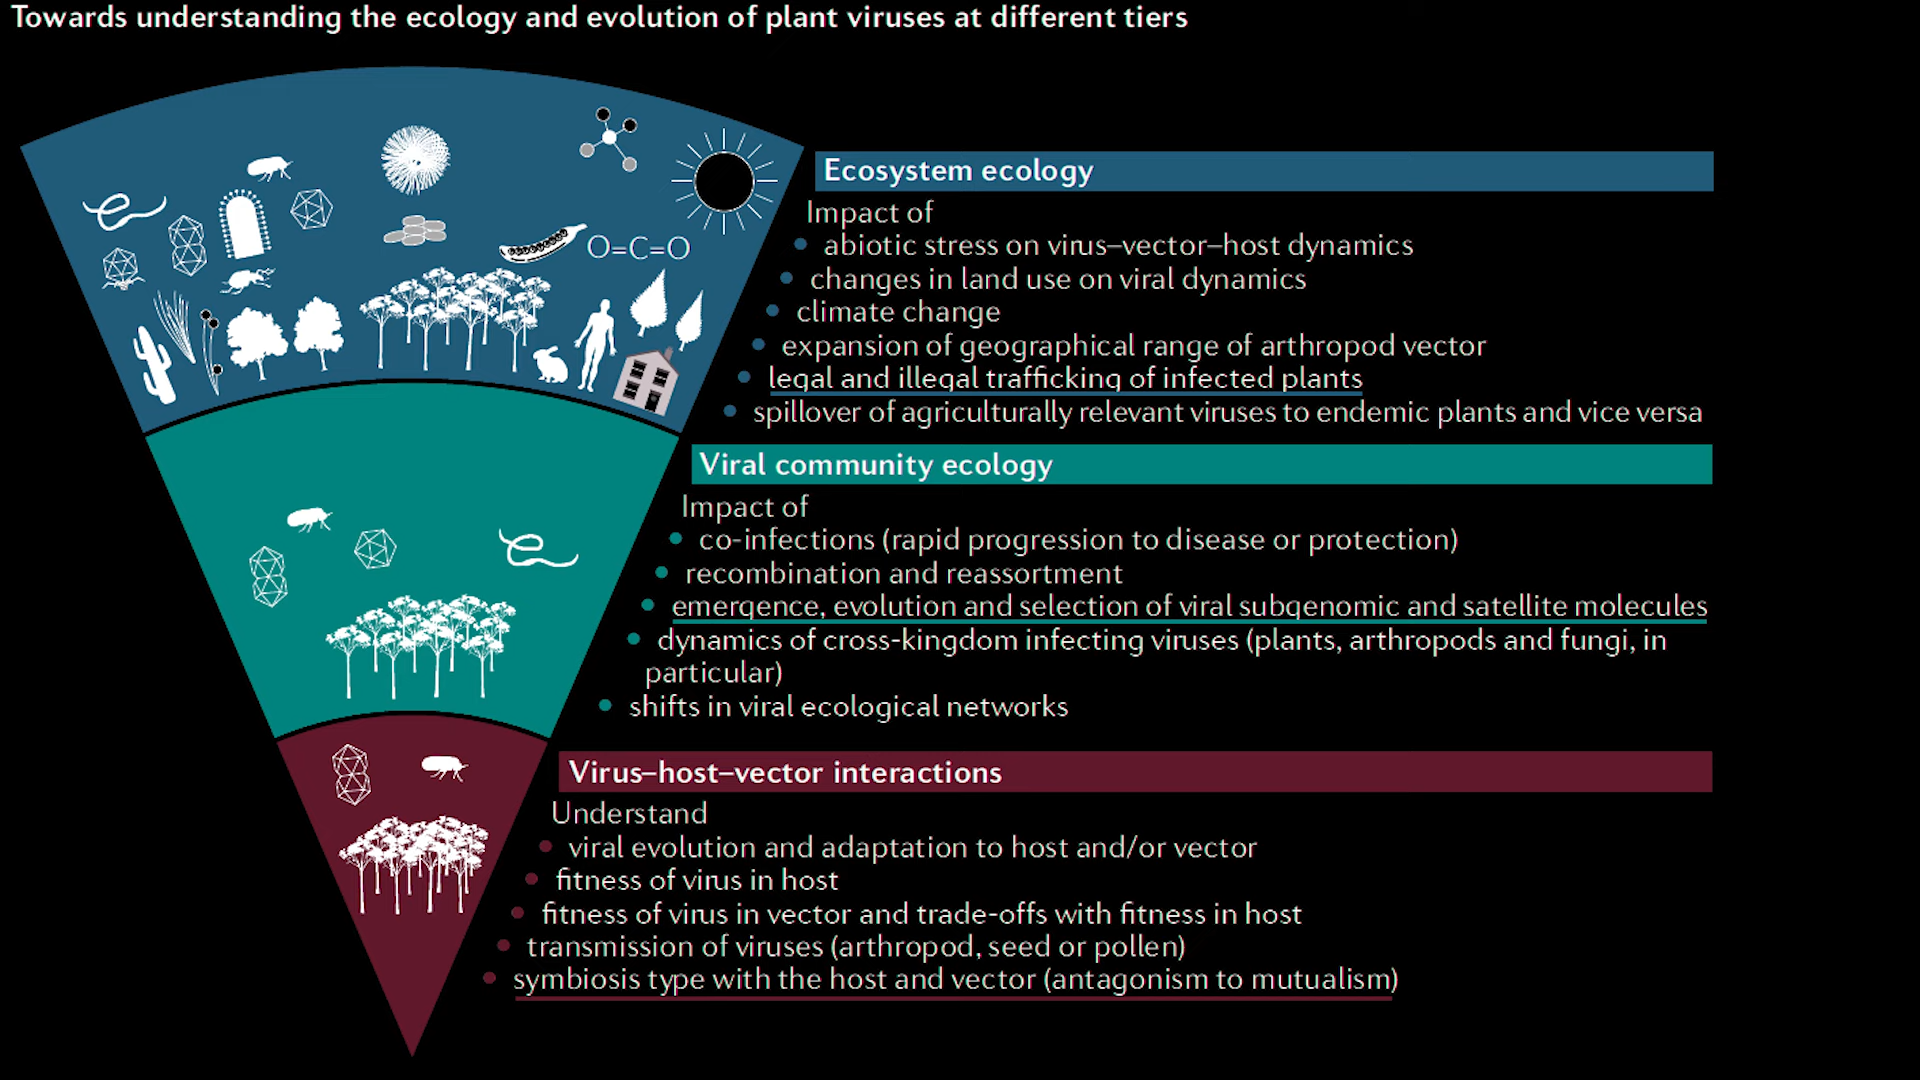 Towards understanding the ecology and evolution of plant viruses at different tiers
O=C=O
Ecosystem ecology
Impact of
• abiotic stress on virus–vector–host dynamics
• changes in land use on viral dynamics
• climate change
• expansion of geographical range of arthropod vector
• legal and illegal trafficking of infected plants
• spillover of agriculturally relevant viruses to endemic plants and vice versa
Viral community ecology
Impact of
• co-infections (rapid progression to disease or protection)
• recombination and reassortment
• emergence, evolution and selection of viral subgenomic and satellite molecules
• dynamics of cross-kingdom infecting viruses (plants, arthropods and fungi, in
particular)
• shifts in viral ecological networks
Virus–host–vector interactions
Understand
• viral evolution and adaptation to host and/or vector
• fitness of virus in host
• fitness of virus in vector and trade-offs with fitness in host
• transmission of viruses (arthropod, seed or pollen)
• symbiosis type with the host and vector (antagonism to mutualism)